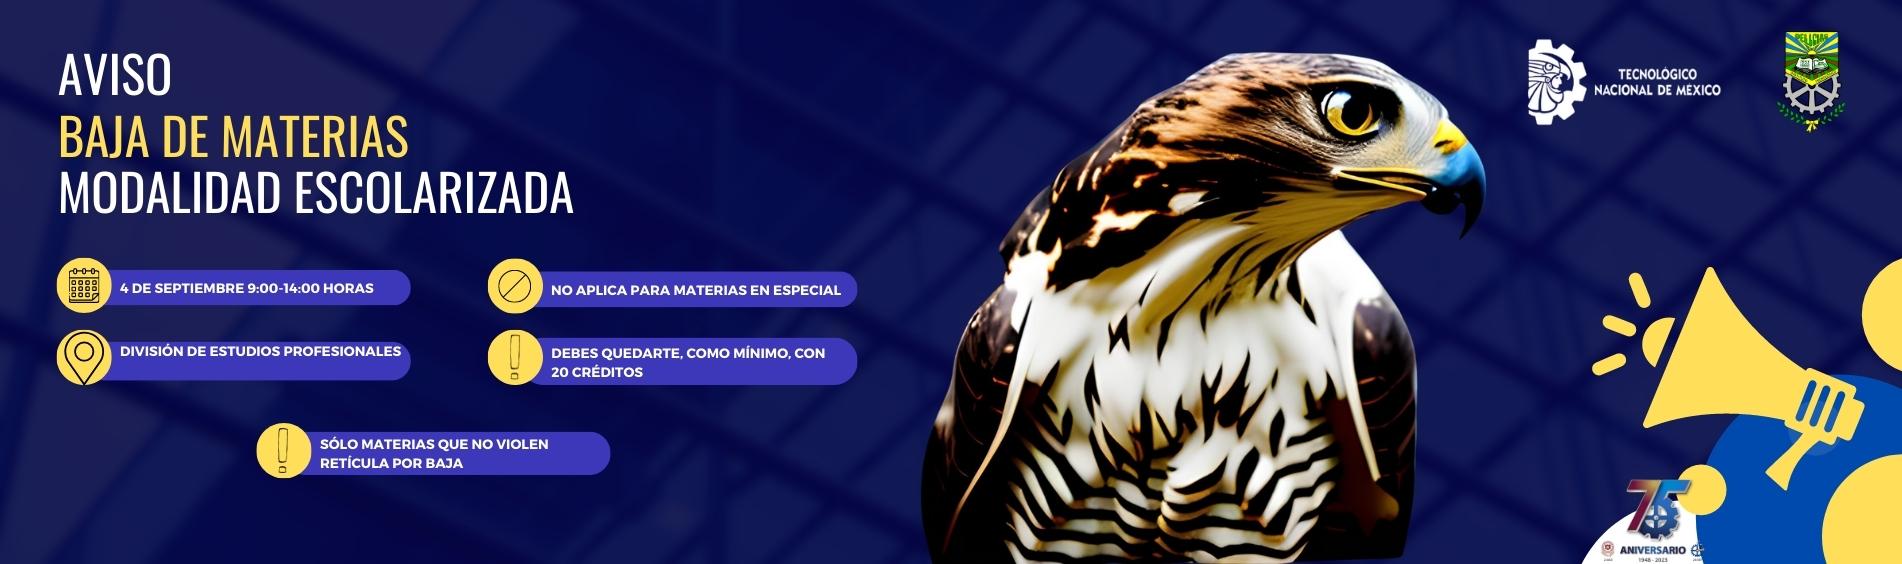 AVISO
BAJA DE MATERIAS
MODALIDAD ESCOLARIZADA
4 DE SEPTIEMBRE 9:00-14:00 HORAS
DIVISIÓN DE ESTUDIOS PROFESIONALES
NO APLICA PARA MATERIAS EN ESPECIAL
DEBES QUEDARTE, COMO MÍNIMO, CON
20 CRÉDITOS
SÓLO MATERIAS QUE NO VIOLEN
RETÍCULA POR BAJA
TECNOLÓGICO
NACIONAL DE MÉXICO
75
ANIVERSARIO
1948 - 2023